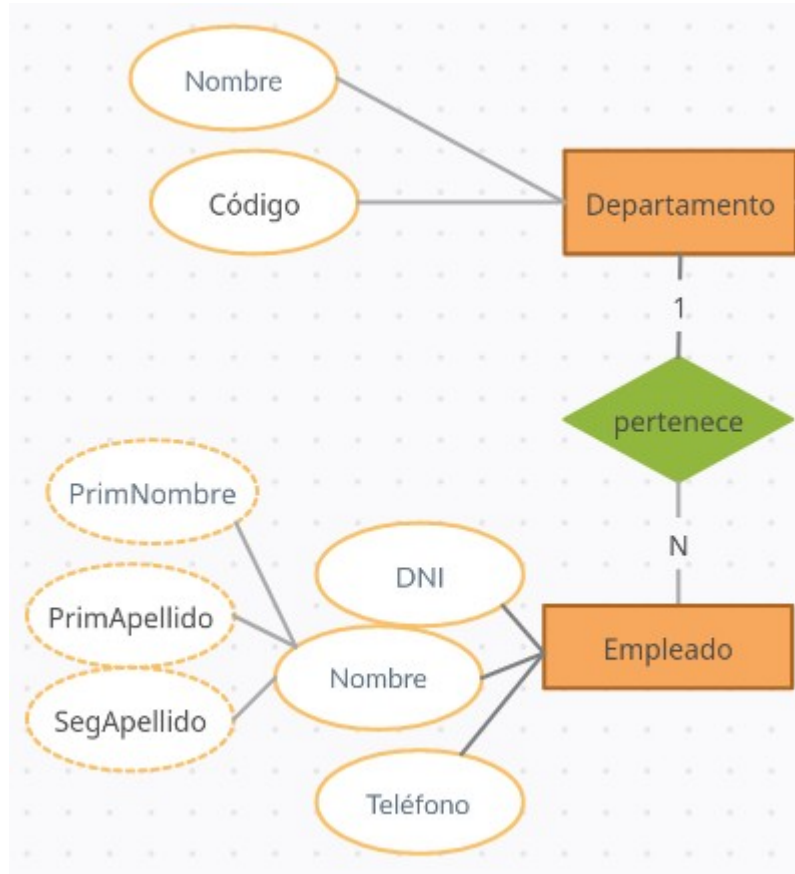 Nombre
Código
Departamento
1
pertenece
N
PrimNombre
PrimApellido
SegApellido
DNI
Nombre
Teléfono
Empleado